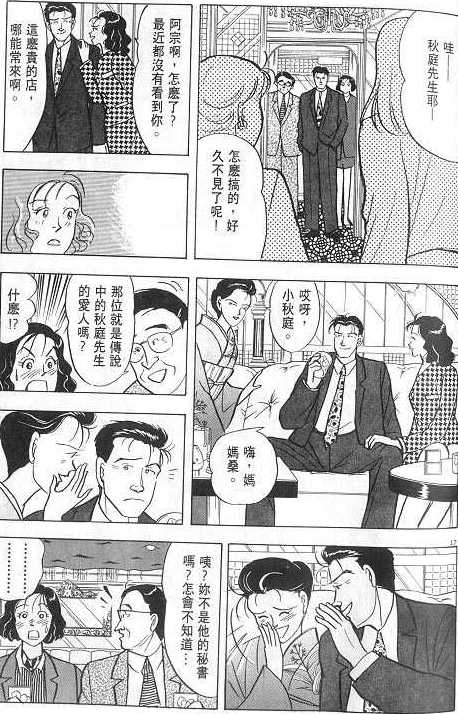 哇——
秋庭先生耶——
怎麼搞的，好
久不見了呢！
阿宗啊，怎麼了？
最近都沒有看到你。
這麼貴的店，
哪能常來啊。
哎呀，
小秋庭。
嗨，媽
媽桑。
那位就是傳說
中的秋庭先生
的愛人嗎？
什麼!?
17
咦？妳不是他的秘書
嗎？怎會不知道…
………
………